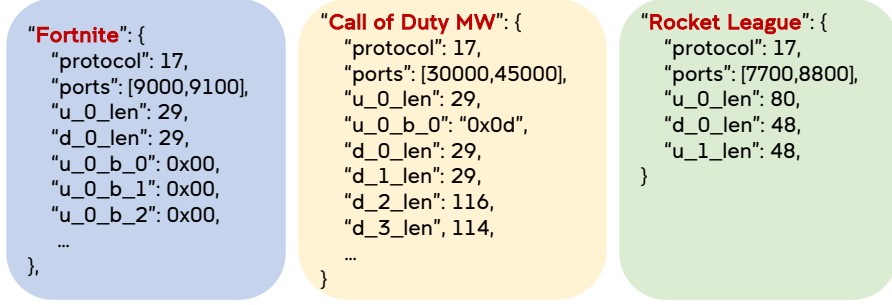 “Fortnite”: {
“protocol”: 17,
“ports”: [9000,9100],
“u_0_len”: 29,
“d_0_len”: 29,
“u_0_b_0”: 0x00,
“u_0_b_1”: 0x00,
“u_0_b_2”: 0x00,
…
},
“Call of Duty MW”: {
“protocol”: 17,
“ports”: [30000,45000],
“u_0_len”: 29,
“u_0_b_0”: “0x0d”,
“d_0_len”: 29,
“d_1_len”: 29,
“d_2_len”: 116,
“d_3_len”, 114,
…
}
“Rocket League”: {
“protocol”: 17,
“ports”: [7700,8800],
“u_0_len”: 80,
“d_0_len”: 48,
“u_1_len”: 48,
}